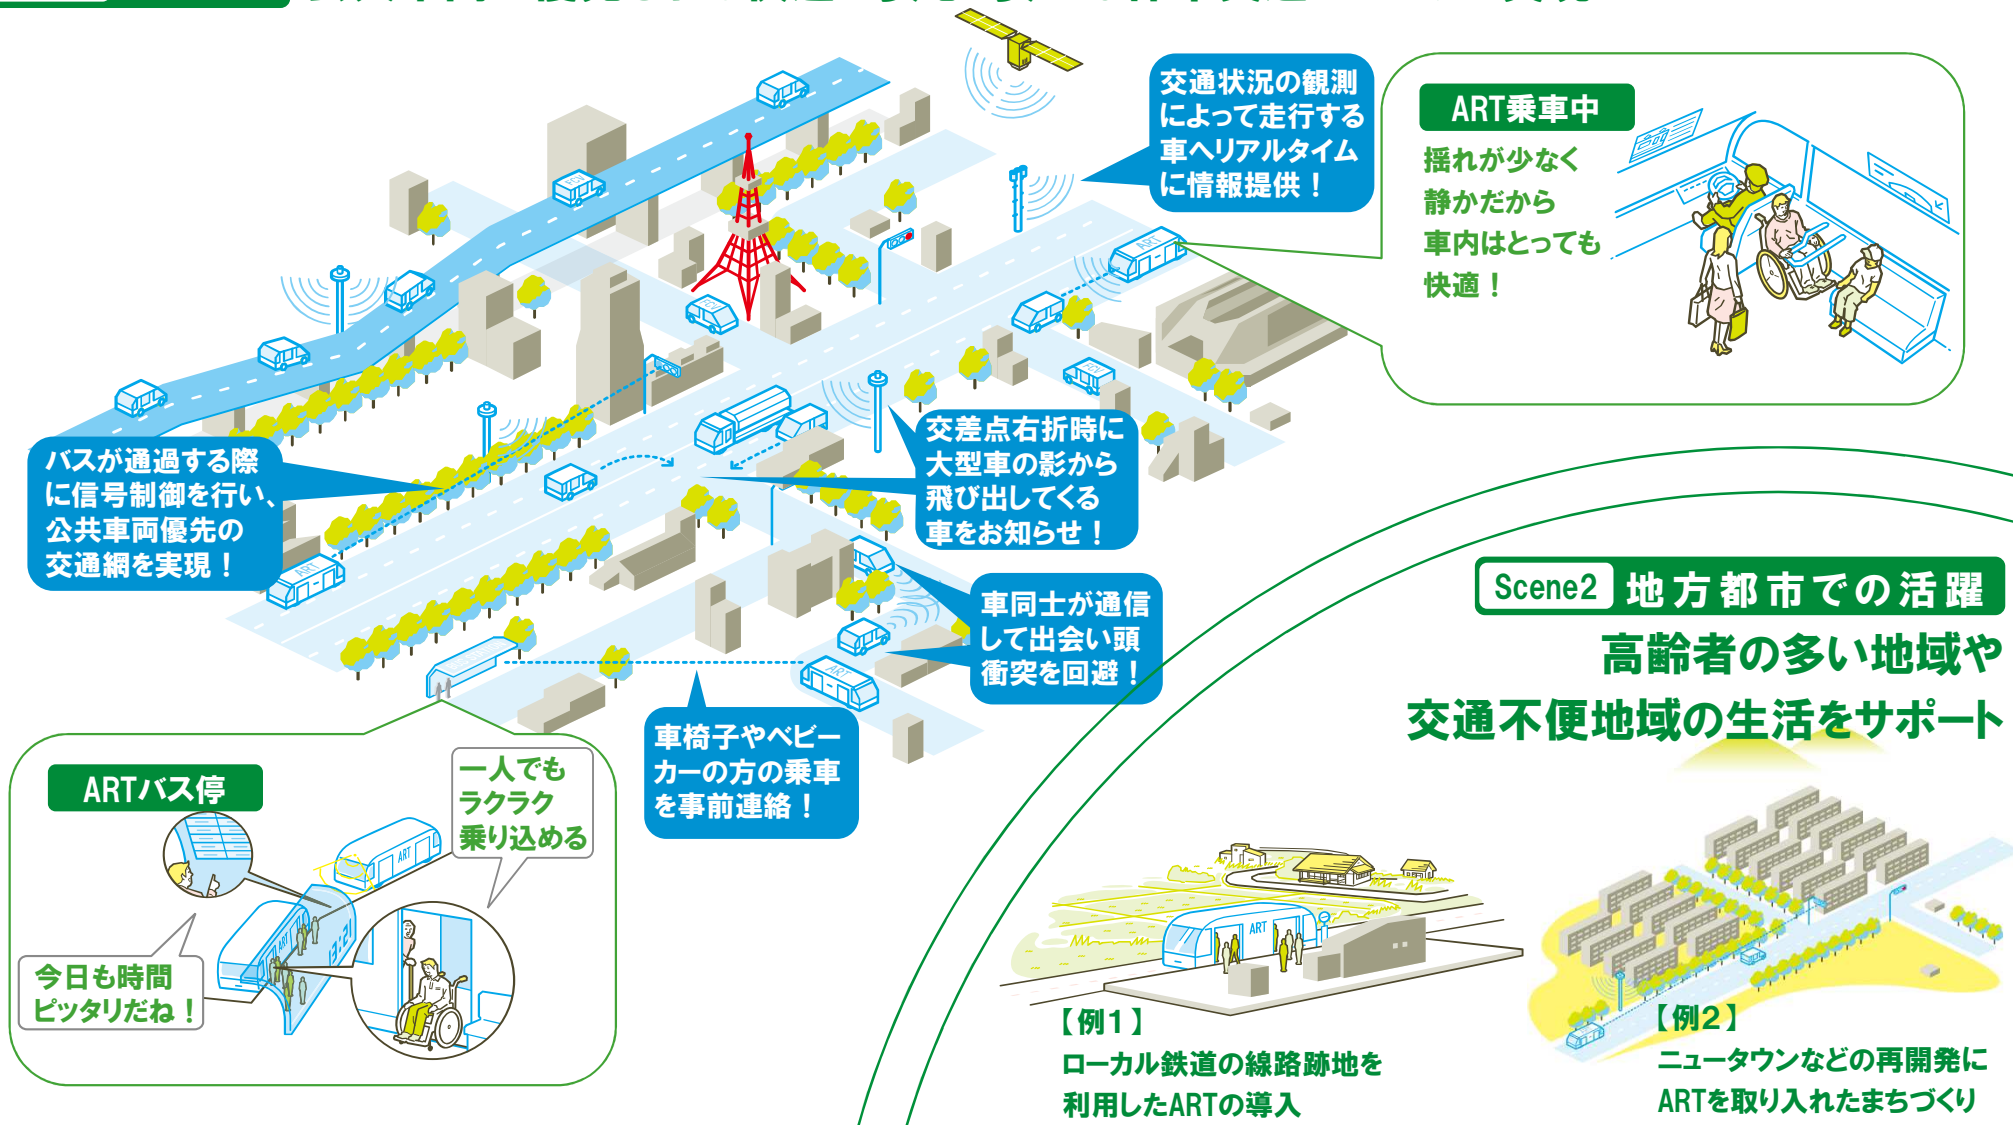 交通状況の観測
によって走行する
車へリアルタイム
に情報提供！
ART乗車中
揺れが少なく
静かだから
車内はとっても
快適！
バスが通過する際
に信号制御を行い、
公共車両優先の
交通網を実現！
交差点右折時に
大型車の影から
飛び出してくる
車をお知らせ！
車同士が通信
して出会い頭
衝突を回避！
車椅子やベビー
カーの方の乗車
を事前連絡！
ARTバス停
一人でも
ラクラク
乗り込める
今日も時間
ピッタリだね！
Scene2 地方都市での活躍
高齢者の多い地域や
交通不便地域の生活をサポート
【例1】
ローカル鉄道の線路跡地を
利用したARTの導入
【例2】
ニュータウンなどの再開発に
ARTを取り入れたまちづくり
ART
ART
ART
ART
ART
ART
FCV
FCV
FCV
13:21